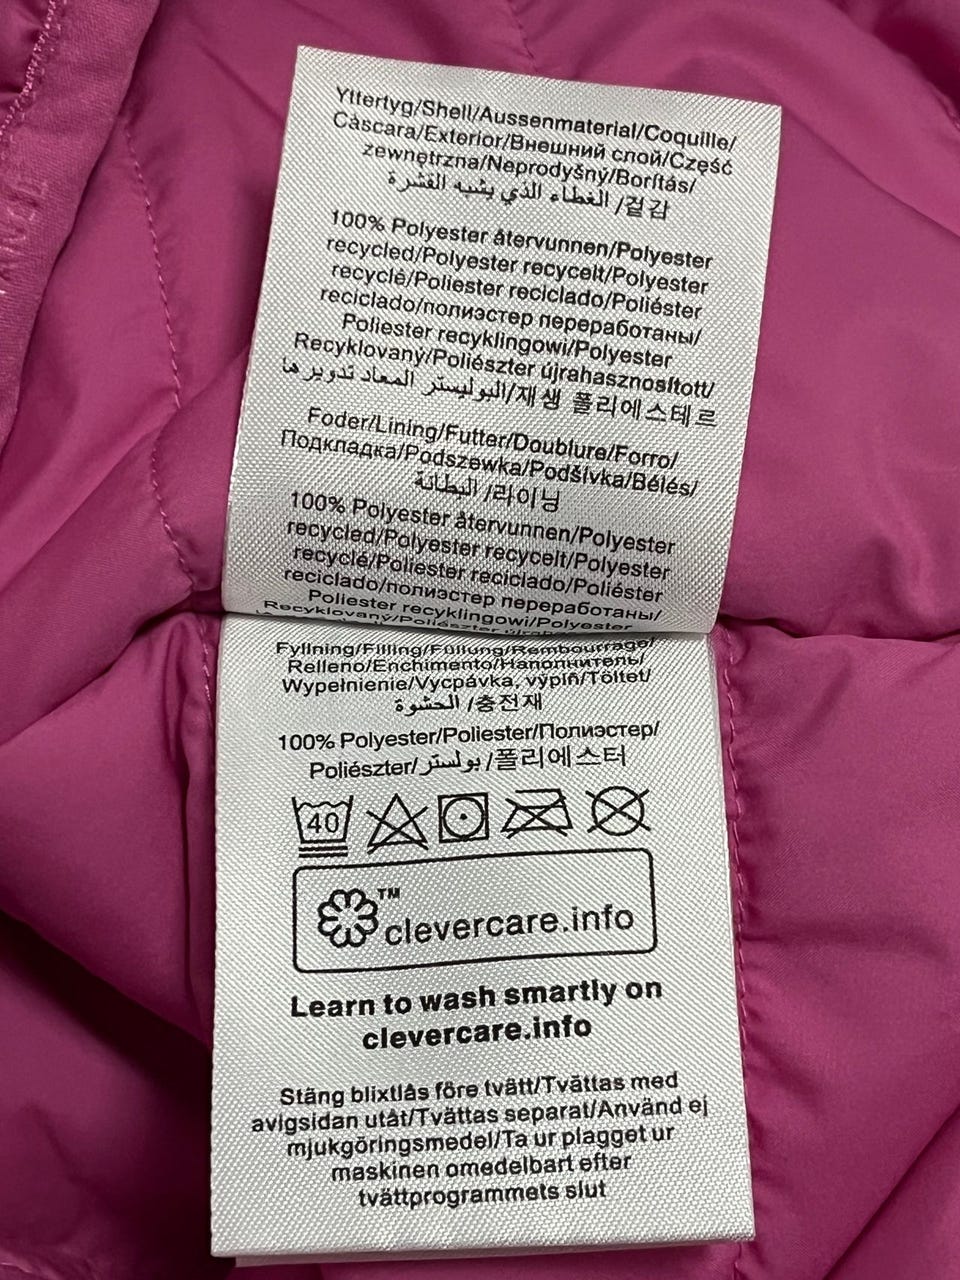 Yttertyg/Shell/Aussenmaterial/Coquille/
Cáscara/Exterior/Внешний слой/Część
zewnętrzna/Neprodyšný/Borítás/
الغطاء الذي يشبه القشرة /겉감
100% Polyester återvunnen/Polyester
recycled/Polyester recycelt/Polyester
recyclé/Poliester reciclado/Poliéster
reciclado/полиэстер переработаны/
Poliester recyklingowi/Polyester
Recyklovaný/Poliészter újrahasznosított/
البوليستر المعاد تدويرها/재생 폴리에스테르
Foder/Lining/Futter/Doublure/Forro/
Подкладка/Podszewka/Podšívka/Bélés/
البطانة /라이닝
100% Polyester återvunnen/Polyester
recycled/Polyester recycelt/Polyester
recyclé/Poliester reciclado/Poliéster
reciclado/полиэстер переработаны/
Poliester recyklingowi/Polyester
Recyklovaný/Poliészter
Fyllning/Filling/Füllung/Rembourrage/
Relleno/Enchimento/Наполнитель/
Wypełnienie/Vycpávka, výplň/Töltet/
الحشوة /충전재
100% Polyester/Poliester/Полиэстер/
Poliészter/بولستر /폴리에스터
40
TM
clevercare.info
Learn to wash smartly on
clevercare.info
Stäng blixtlås före tvätt/Tvättas med
avigsidan utåt/Tvättas separat/Använd ej
mjukgöringsmedel/Ta ur plagget ur
maskinen omedelbart efter
tvättprogrammets slut